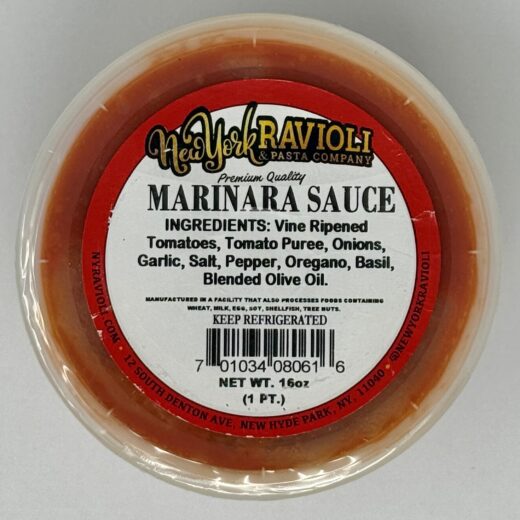 New York RAVIOLI
& PASTA COMPANY
Premium Quality
MARINARA SAUCE
INGREDIENTS: Vine Ripened
Tomatoes, Tomato Puree, Onions,
Garlic, Salt, Pepper, Oregano, Basil,
Blended Olive Oil.
MANUFACTURED IN A FACILITY THAT ALSO PROCESSES FOODS CONTAINING
WHEAT, MILK, EGG, SOY, SHELLFISH, TREE NUTS.
KEEP REFRIGERATED
7 01034 08061 6
NET WT. 16oz
(1 PT.)
NYRAVIOLI.COM • 12 SOUTH DENTON AVE. NEW HYDE PARK, NY, 11040 • @NEWYORKRAVIOLI